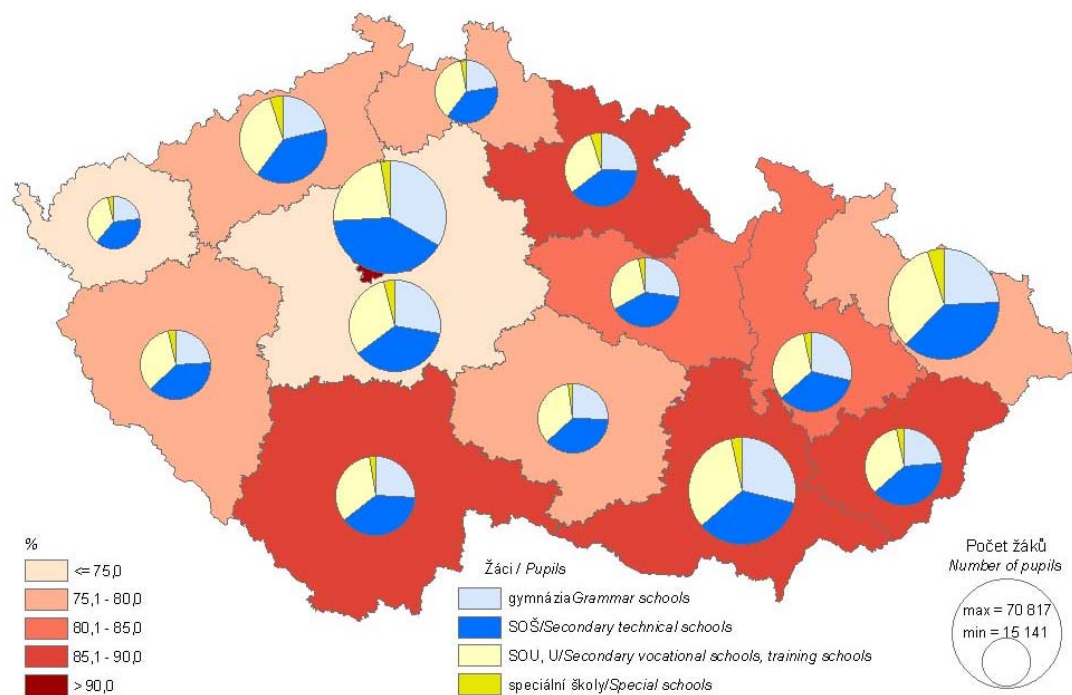 %
<= 75,0
75,1 - 80,0
80,1 - 85,0
85,1 - 90,0
> 90,0
Žáci / Pupils
gymnáziaGrammar schools
SOŠ/Secondary technical schools
SOU, U/Secondary vocational schools, training schools
speciální školy/Special schools
Počet žáků
Number of pupils
max = 70 817
min = 15 141